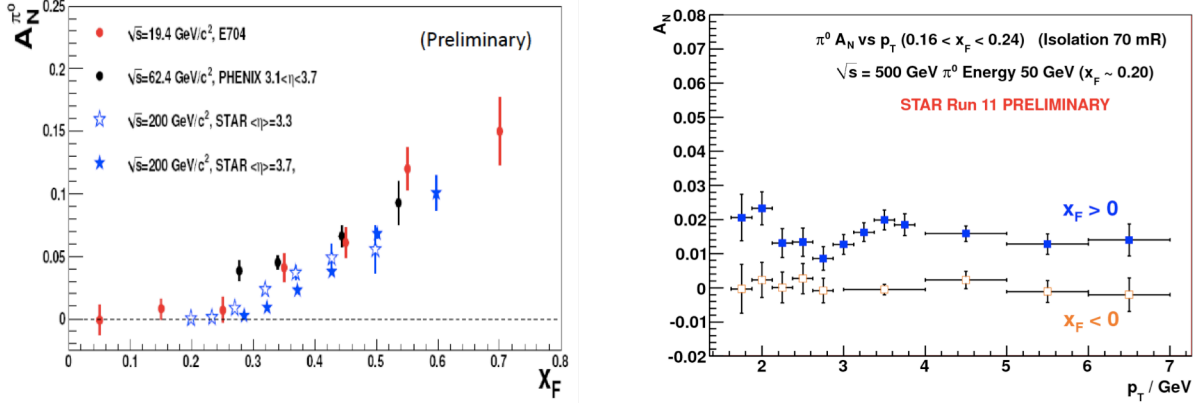 A_N^π⁰
0.25
0.2
0.15
0.1
0.05
0
√s=19.4 GeV/c², E704
(Preliminary)
√s=62.4 GeV/c², PHENIX 3.1<η<3.7
√s=200 GeV/c², STAR <η>=3.3
√s=200 GeV/c², STAR <η>=3.7,
0 0.1 0.2 0.3 0.4 0.5 0.6 0.7 0.8
X_F
A_N
0.08
0.07
0.06
0.05
0.04
0.03
0.02
0.01
0
-0.01
-0.02
π⁰ A_N vs p_T (0.16 < x_F < 0.24) (Isolation 70 mR)
√s = 500 GeV π⁰ Energy 50 GeV (x_F ~ 0.20)
STAR Run 11 PRELIMINARY
x_F > 0
x_F < 0
2 3 4 5 6 7
p_T / GeV